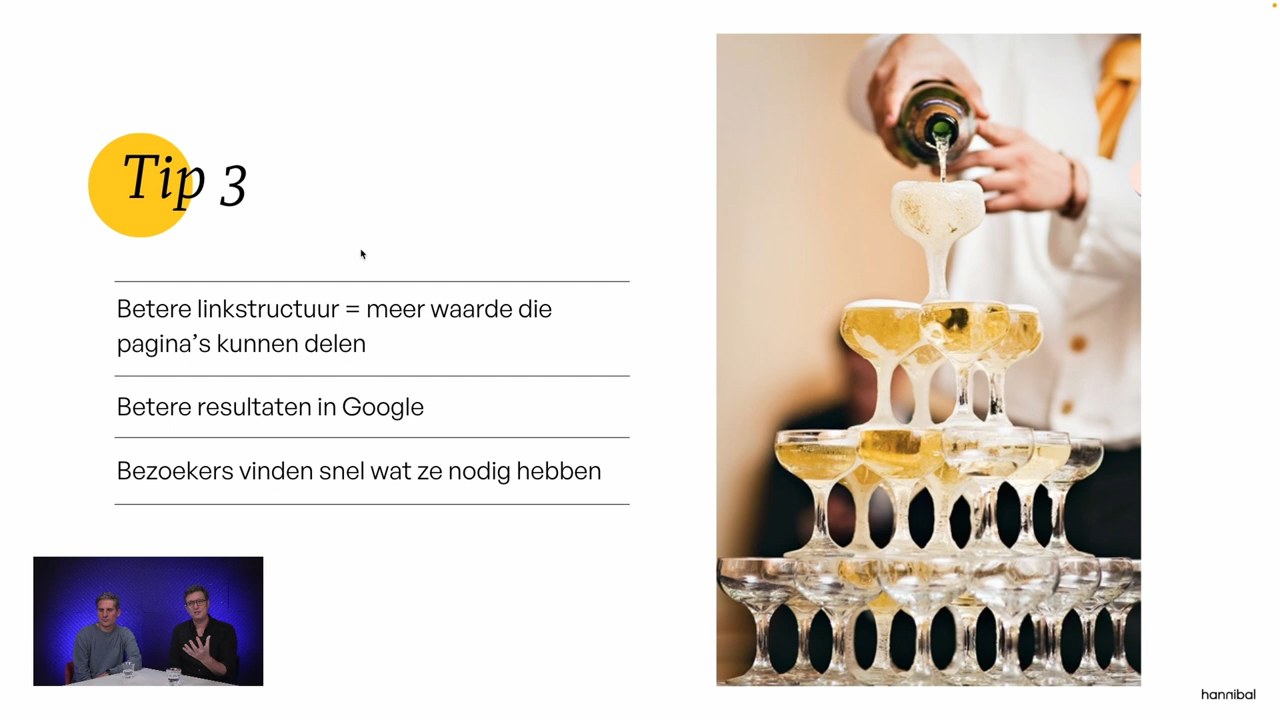 Tip 3
Betere linkstructuur = meer waarde die
pagina’s kunnen delen
Betere resultaten in Google
Bezoekers vinden snel wat ze nodig hebben
hannibal